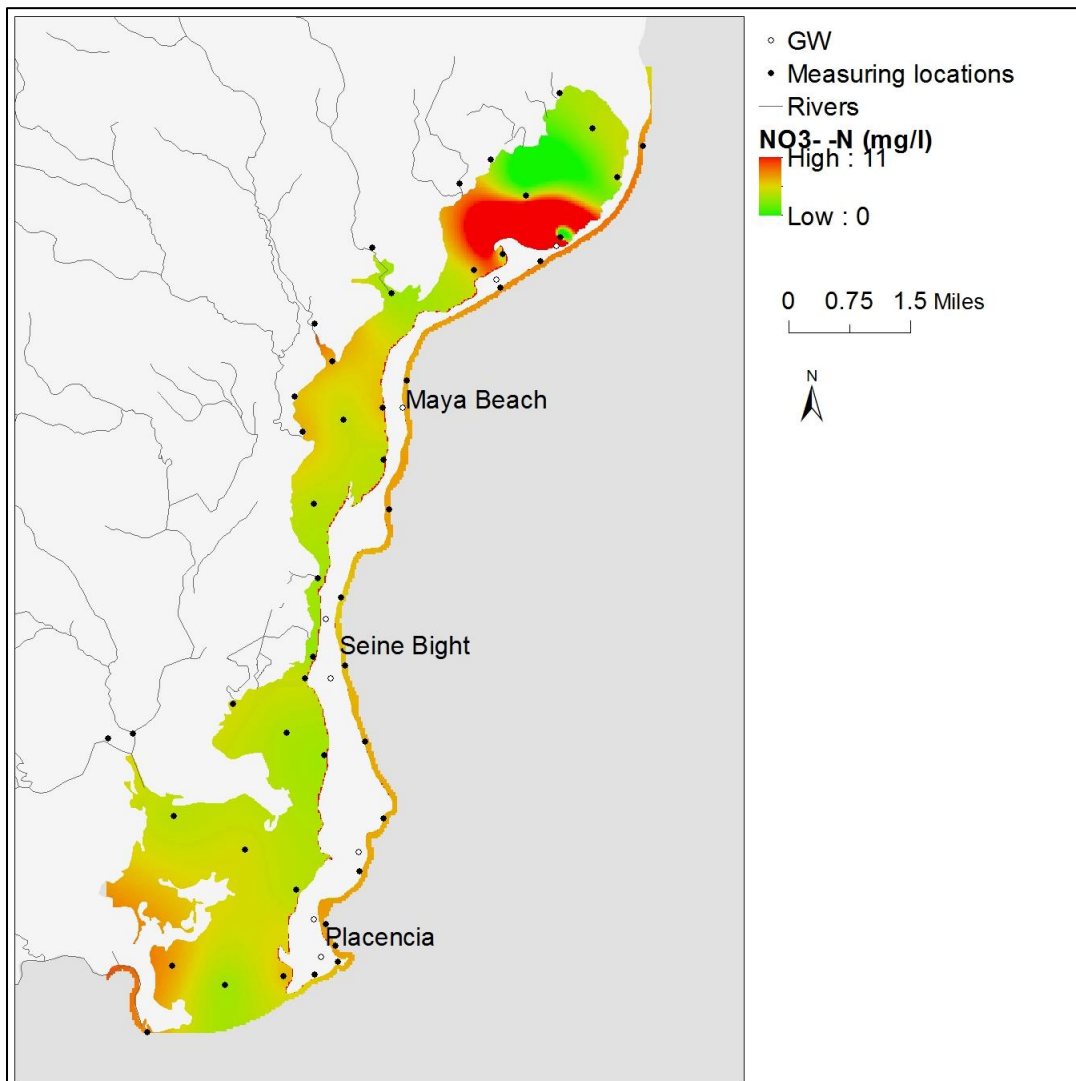 GW
Measuring locations
Rivers
NO3- -N (mg/l)
High : 11
Low : 0
0 0.75 1.5 Miles
N
Maya Beach
Seine Bight
Placencia